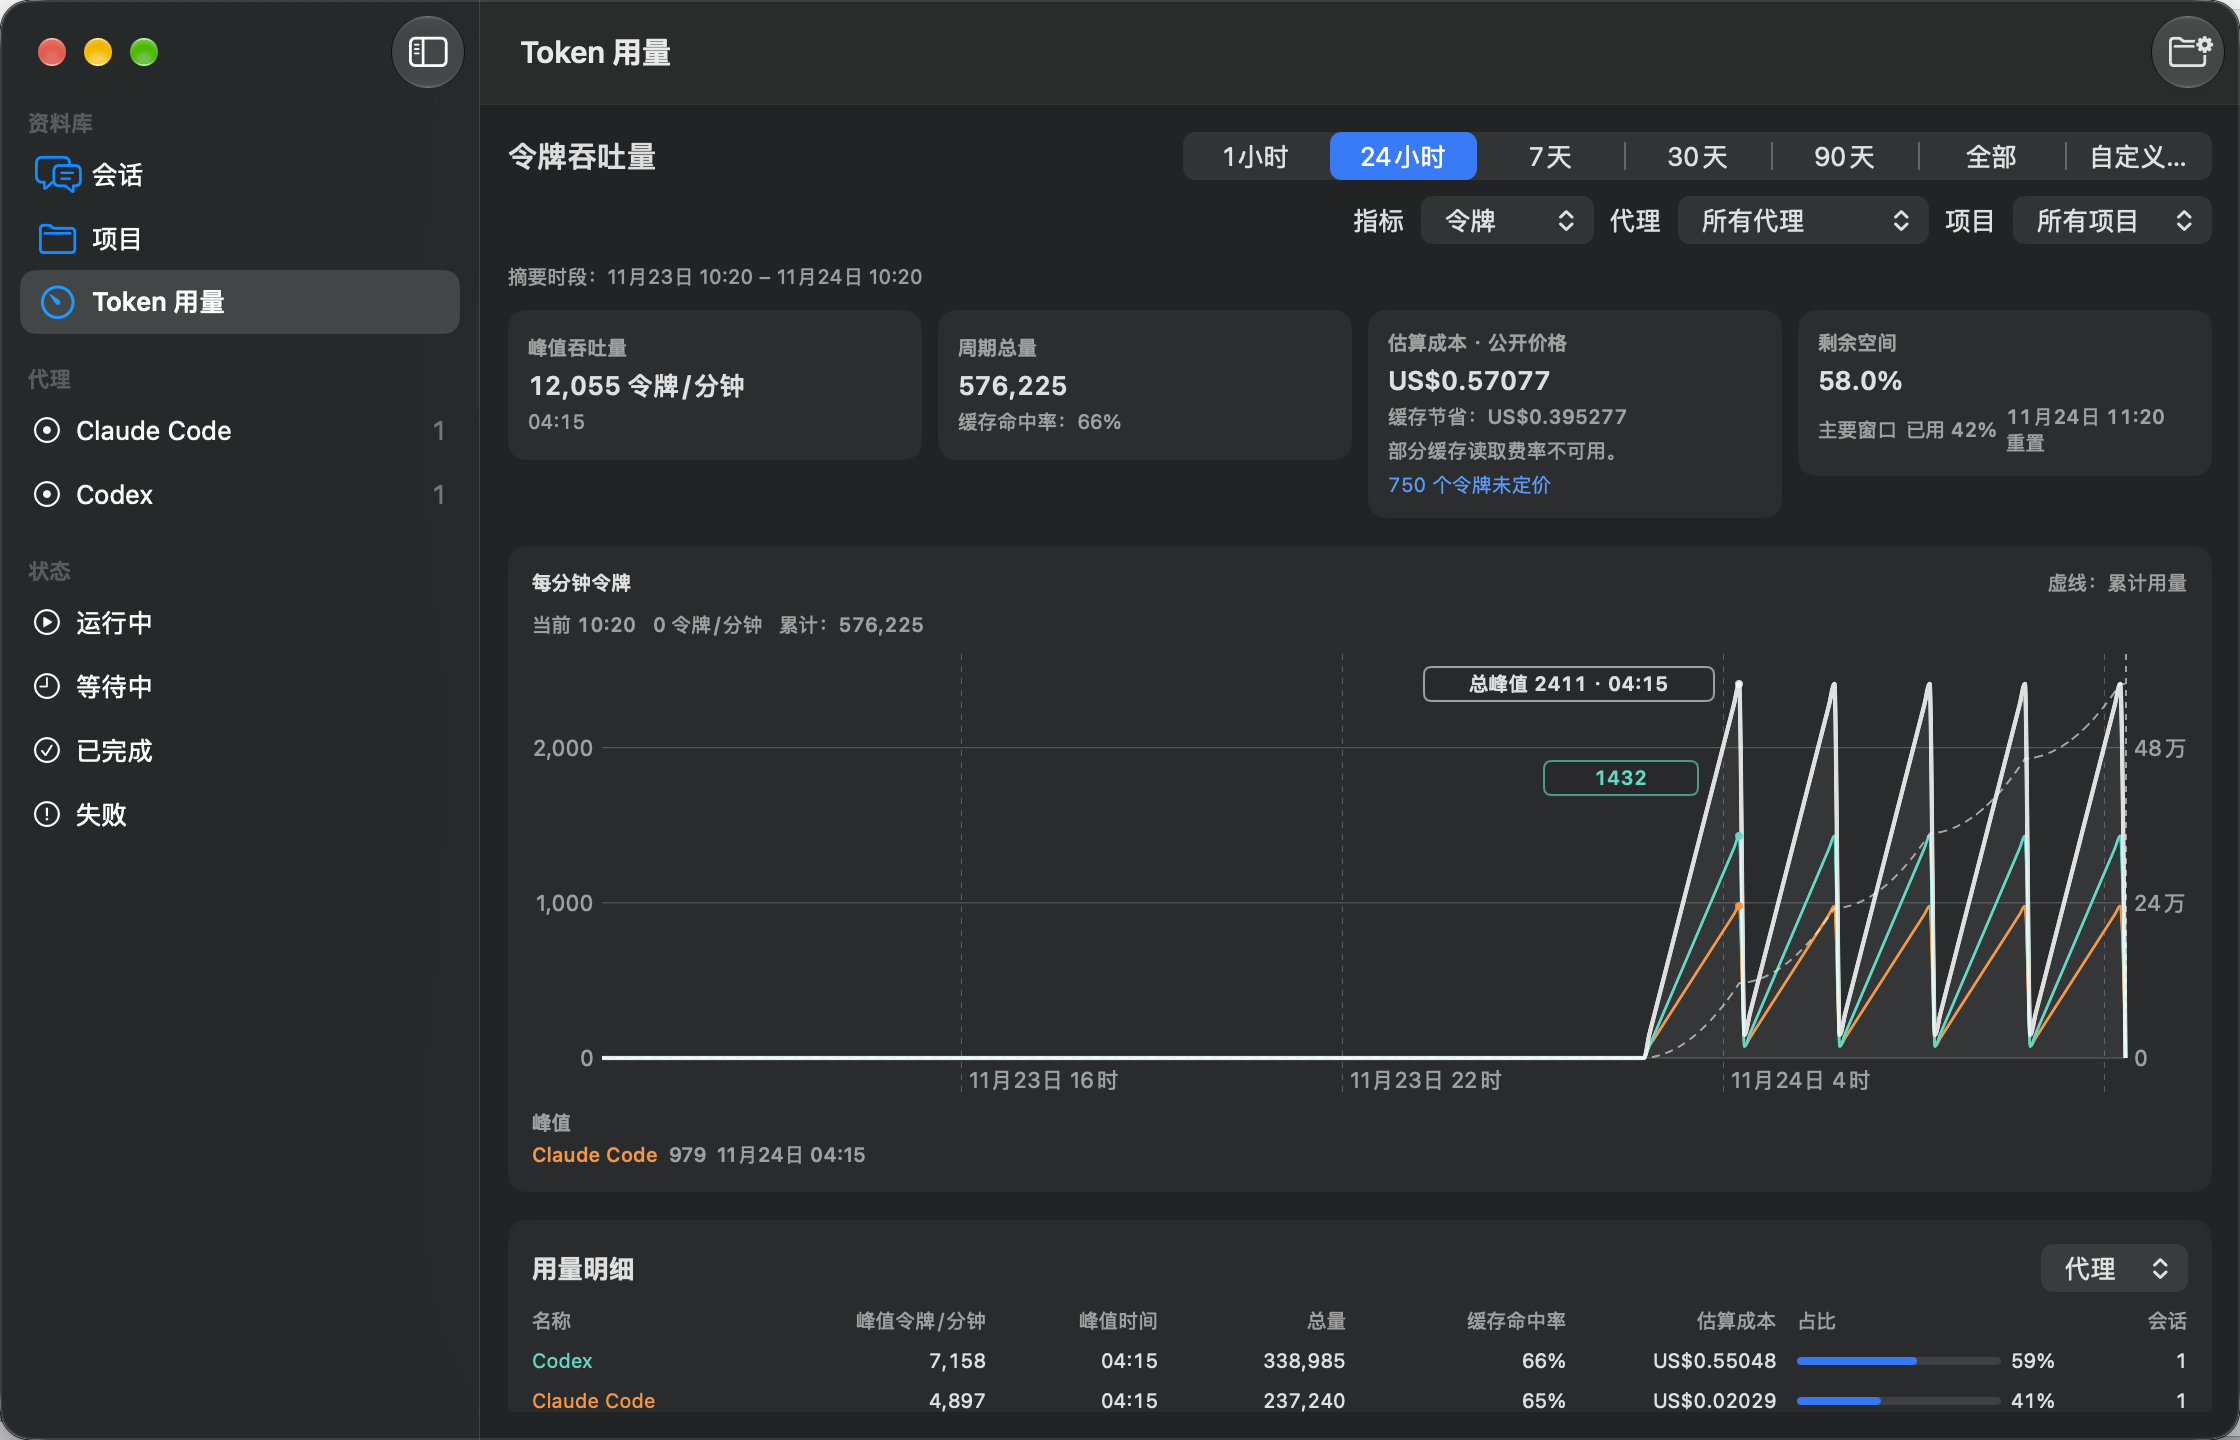 Token 用量
资料库
会话
项目
Token 用量
代理
Claude Code 1
Codex 1
状态
运行中
等待中
已完成
失败
令牌吞吐量
1小时 24小时 7天 30天 90天 全部 自定义...
指标 令牌 代理 所有代理 项目 所有项目
摘要时段：11月23日 10:20 – 11月24日 10:20
峰值吞吐量
12,055 令牌/分钟
04:15
周期总量
576,225
缓存命中率：66%
估算成本 · 公开价格
US$0.57077
缓存节省：US$0.395277
部分缓存读取费率不可用。
750 个令牌未定价
剩余空间
58.0%
主要窗口 已用 42% 11月24日 11:20
重置
每分钟令牌 虚线：累计用量
当前 10:20 0 令牌/分钟 累计：576,225
总峰值 2411 · 04:15
2,000 48万
1432
1,000 24万
0 0
11月23日 16时 11月23日 22时 11月24日 4时
峰值
Claude Code 979 11月24日 04:15
用量明细 代理
名称 峰值令牌/分钟 峰值时间 总量 缓存命中率 估算成本 占比 会话
Codex 7,158 04:15 338,985 66% US$0.55048 59% 1
Claude Code 4,897 04:15 237,240 65% US$0.02029 41% 1